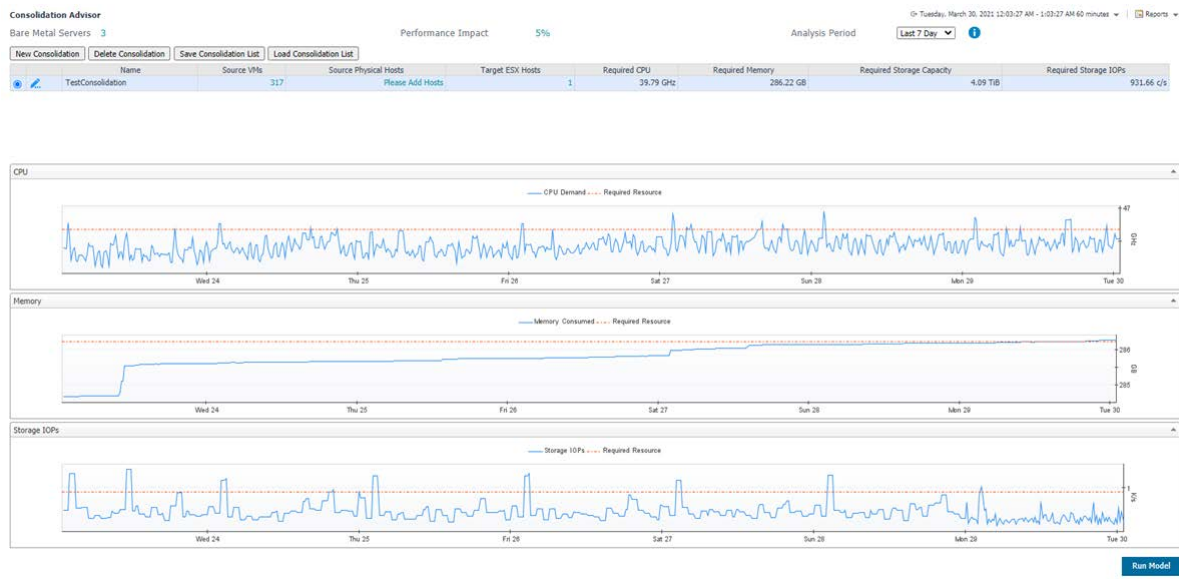 Consolidation Advisor
Tuesday, March 30, 2021 12:03:27 AM - 1:03:27 AM 60 minutes Reports
Bare Metal Servers 3 Performance Impact 5% Analysis Period Last 7 Day
New Consolidation Delete Consolidation Save Consolidation List Load Consolidation List
Name Source VMs Source Physical Hosts Target ESX Hosts Required CPU Required Memory Required Storage Capacity Required Storage IOPs
TestConsolidation 317 Please Add Hosts 1 39.79 GHz 286.22 GB 4.09 TiB 931.66 c/s
CPU
CPU Demand Required Resource
47
GHz
Wed 24 Thu 25 Fri 26 Sat 27 Sun 28 Mon 29 Tue 30
Memory
Memory Consumed Required Resource
286
GB
285
Wed 24 Thu 25 Fri 26 Sat 27 Sun 28 Mon 29 Tue 30
Storage IOPs
Storage IOPs Required Resource
1
K/s
Wed 24 Thu 25 Fri 26 Sat 27 Sun 28 Mon 29 Tue 30
Run Model